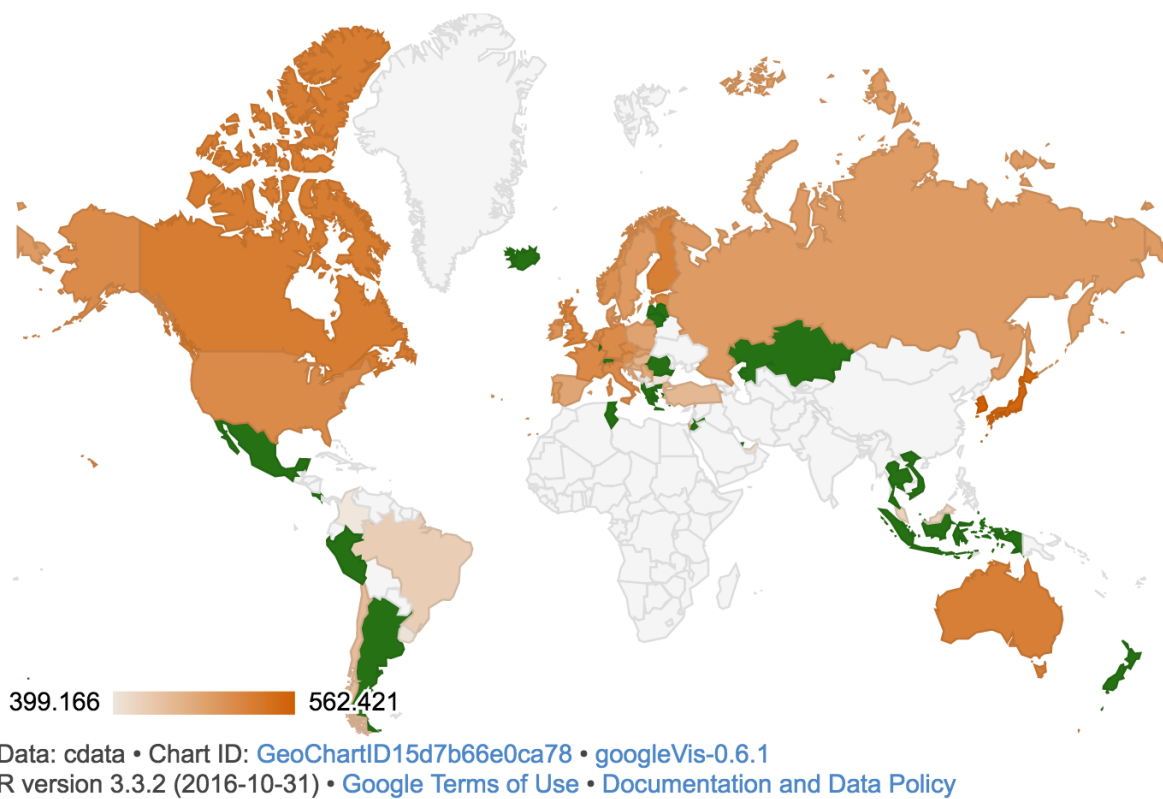 399.166 562.421
Data: cdata • Chart ID: GeoChartID15d7b66e0ca78 • googleVis-0.6.1
R version 3.3.2 (2016-10-31) • Google Terms of Use • Documentation and Data Policy